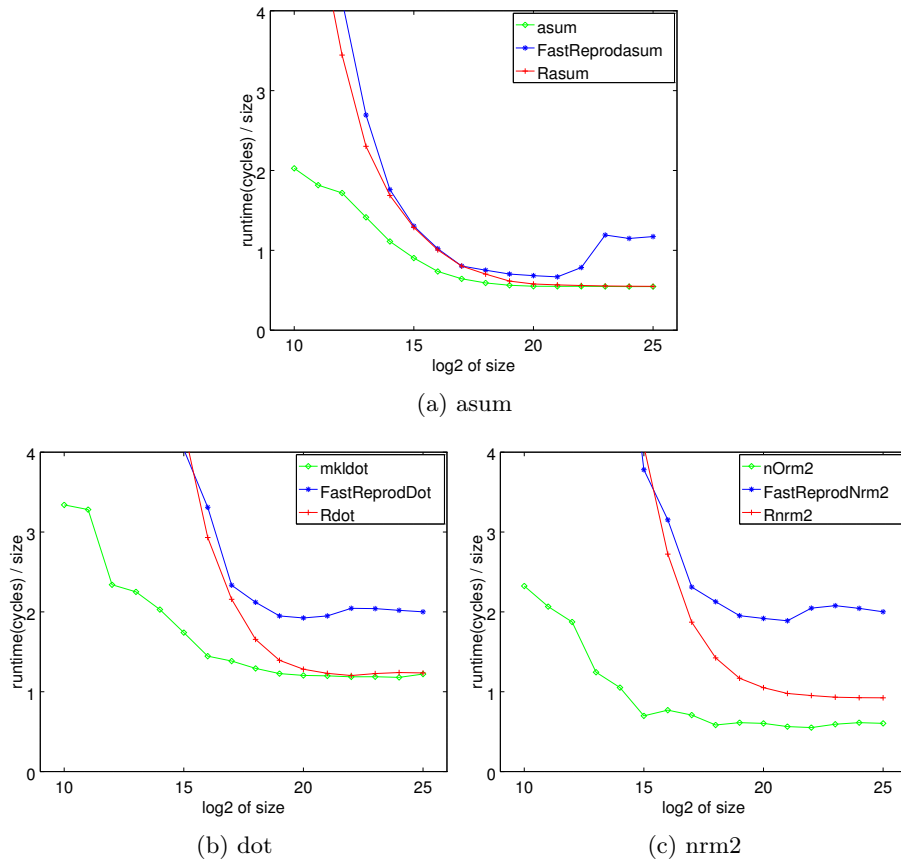 4
3
2
1
0
10
15
20
25
runtime(cycles) / size
log2 of size
asum
FastReprodasum
Rasum
(a) asum
4
3
2
1
0
10
15
20
25
runtime(cycles) / size
log2 of size
mkldot
FastReprodDot
Rdot
(b) dot
4
3
2
1
0
10
15
20
25
runtime(cycles) / size
log2 of size
nOrm2
FastReprodNrm2
Rnrm2
(c) nrm2